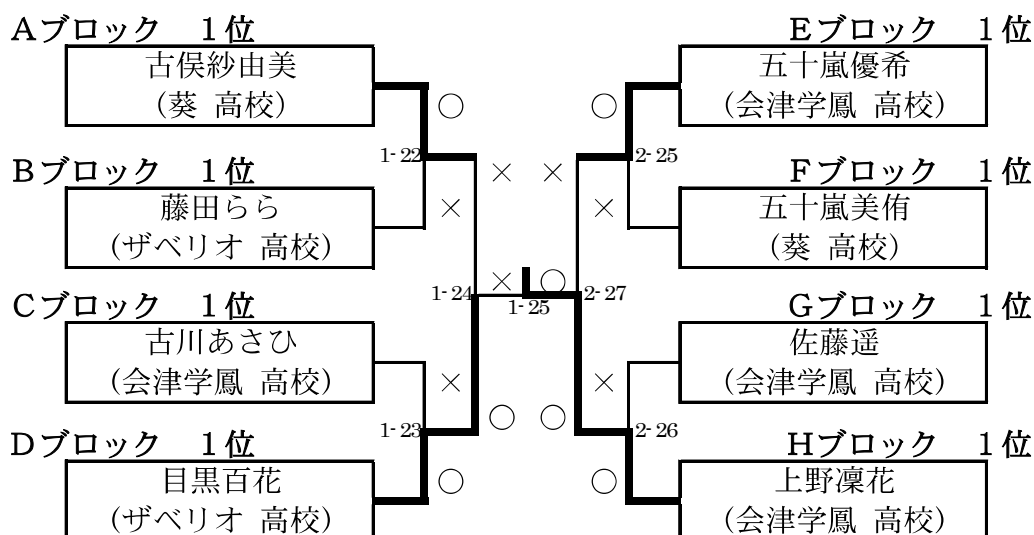 Aブロック　1位
古俣紗由美
(葵 高校)
○
1-22
×
Bブロック　1位
藤田らら
(ザベリオ 高校)
×
1-24
Cブロック　1位
古川あさひ
(会津学鳳 高校)
×
1-23
○
Dブロック　1位
目黒百花
(ザベリオ 高校)
○
×
○
1-25
Eブロック　1位
五十嵐優希
(会津学鳳 高校)
○
2-25
×
Fブロック　1位
五十嵐美侑
(葵 高校)
×
2-27
Gブロック　1位
佐藤遥
(会津学鳳 高校)
×
2-26
○
Hブロック　1位
上野凜花
(会津学鳳 高校)
○